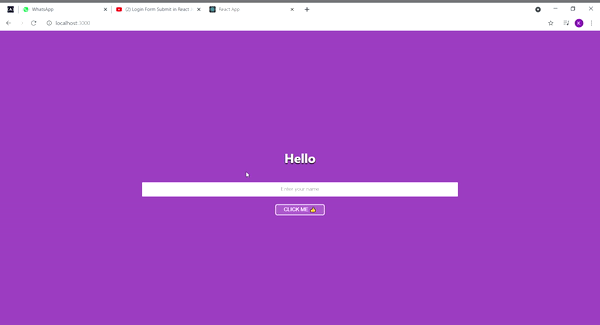 WhatsApp
(2) Login Form Submit in React -
React App
localhost:3000
K
Hello
Enter your name
CLICK ME 👍